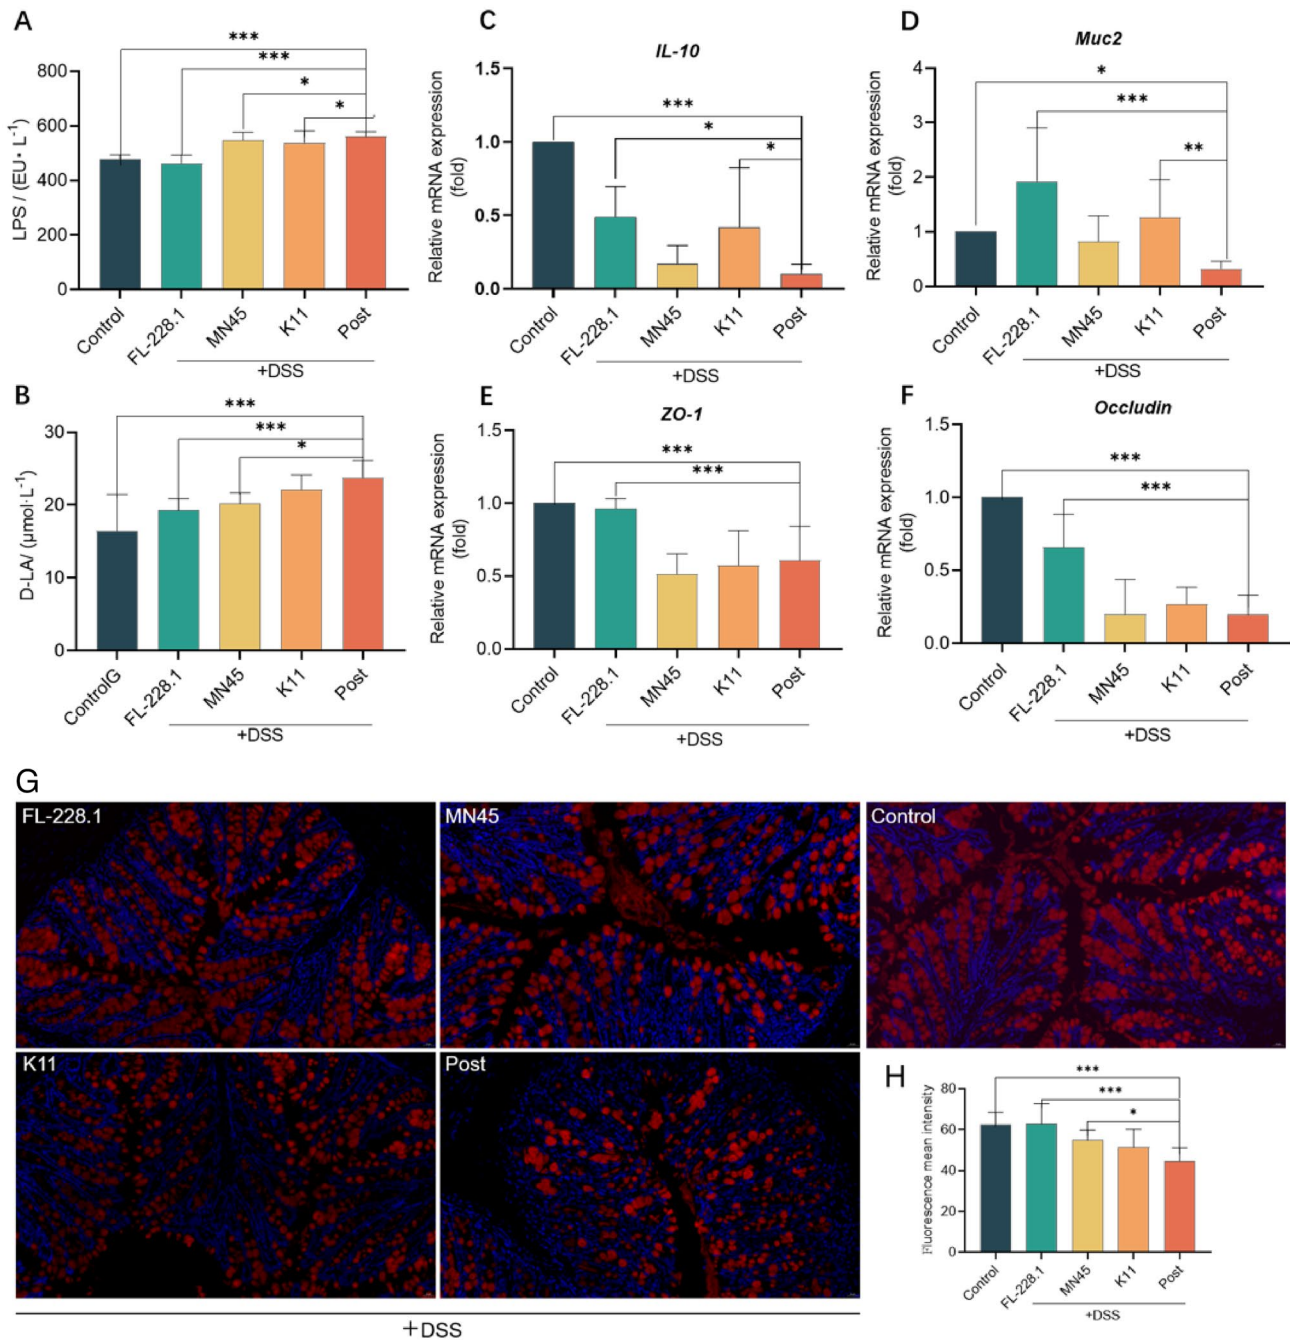 A
LPS / (EU· L⁻¹)
800
600
400
200
0
***
***
*
*
Control
FL-228.1
MN45
K11
Post
+DSS
C
IL-10
Relative mRNA expression
(fold)
1.5
1.0
0.5
0.0
***
*
*
Control
FL-228.1
MN45
K11
Post
+DSS
D
Muc2
Relative mRNA expression
(fold)
4
3
2
1
0
*
***
**
Control
FL-228.1
MN45
K11
Post
+DSS
B
D-LA/ (μmol·L⁻¹)
30
20
10
0
***
***
*
ControlG
FL-228.1
MN45
K11
Post
+DSS
E
ZO-1
Relative mRNA expression
(fold)
1.5
1.0
0.5
0.0
***
***
Control
FL-228.1
MN45
K11
Post
+DSS
F
Occludin
Relative mRNA expression
(fold)
1.5
1.0
0.5
0.0
***
***
Control
FL-228.1
MN45
K11
Post
+DSS
G
FL-228.1
MN45
Control
K11
Post
+DSS
H
Fluorescence mean intensity
80
60
40
20
0
***
***
*
Control
FL-228.1
MN45
K11
Post
+DSS